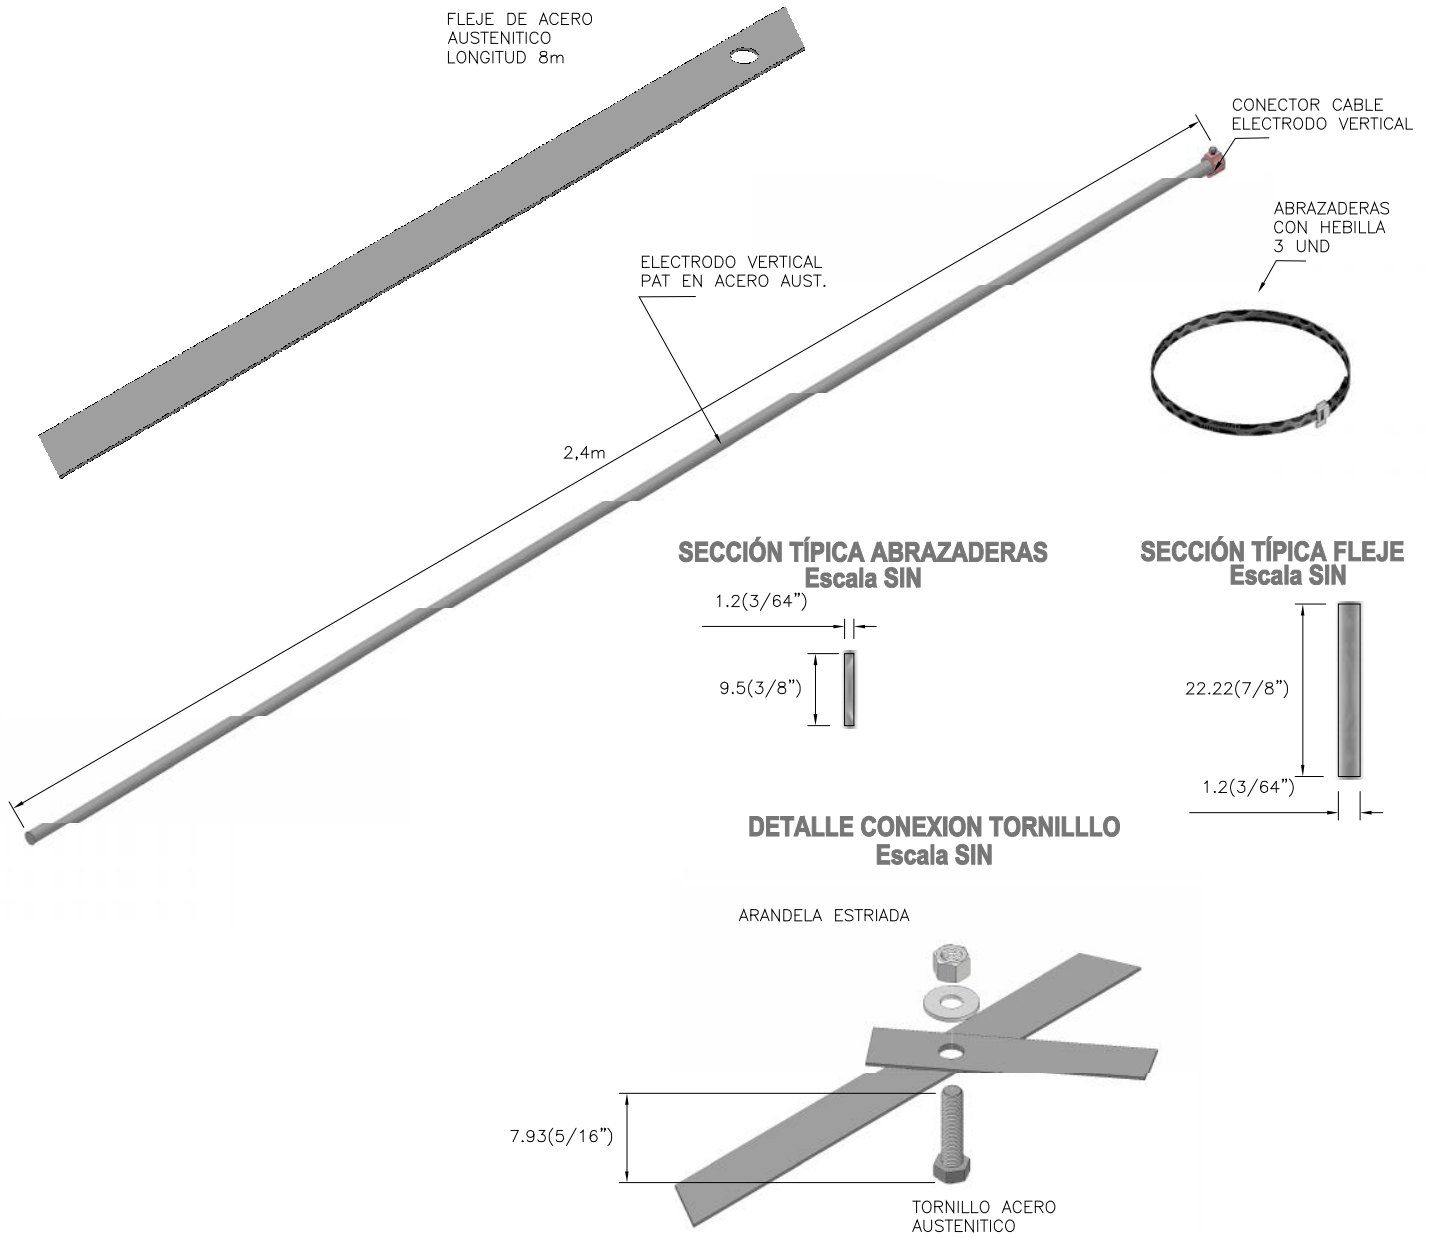 FLEJE DE ACERO
AUSTENITICO
LONGITUD 8m
CONECTOR CABLE
ELECTRODO VERTICAL
ABRAZADERAS
CON HEBILLA
3 UND
ELECTRODO VERTICAL
PAT EN ACERO AUST.
2,4m
SECCIÓN TÍPICA ABRAZADERAS
Escala SIN
1.2(3/64”)
9.5(3/8”)
SECCIÓN TÍPICA FLEJE
Escala SIN
22.22(7/8”)
1.2(3/64”)
DETALLE CONEXION TORNILLLO
Escala SIN
ARANDELA ESTRIADA
7.93(5/16”)
TORNILLO ACERO
AUSTENITICO